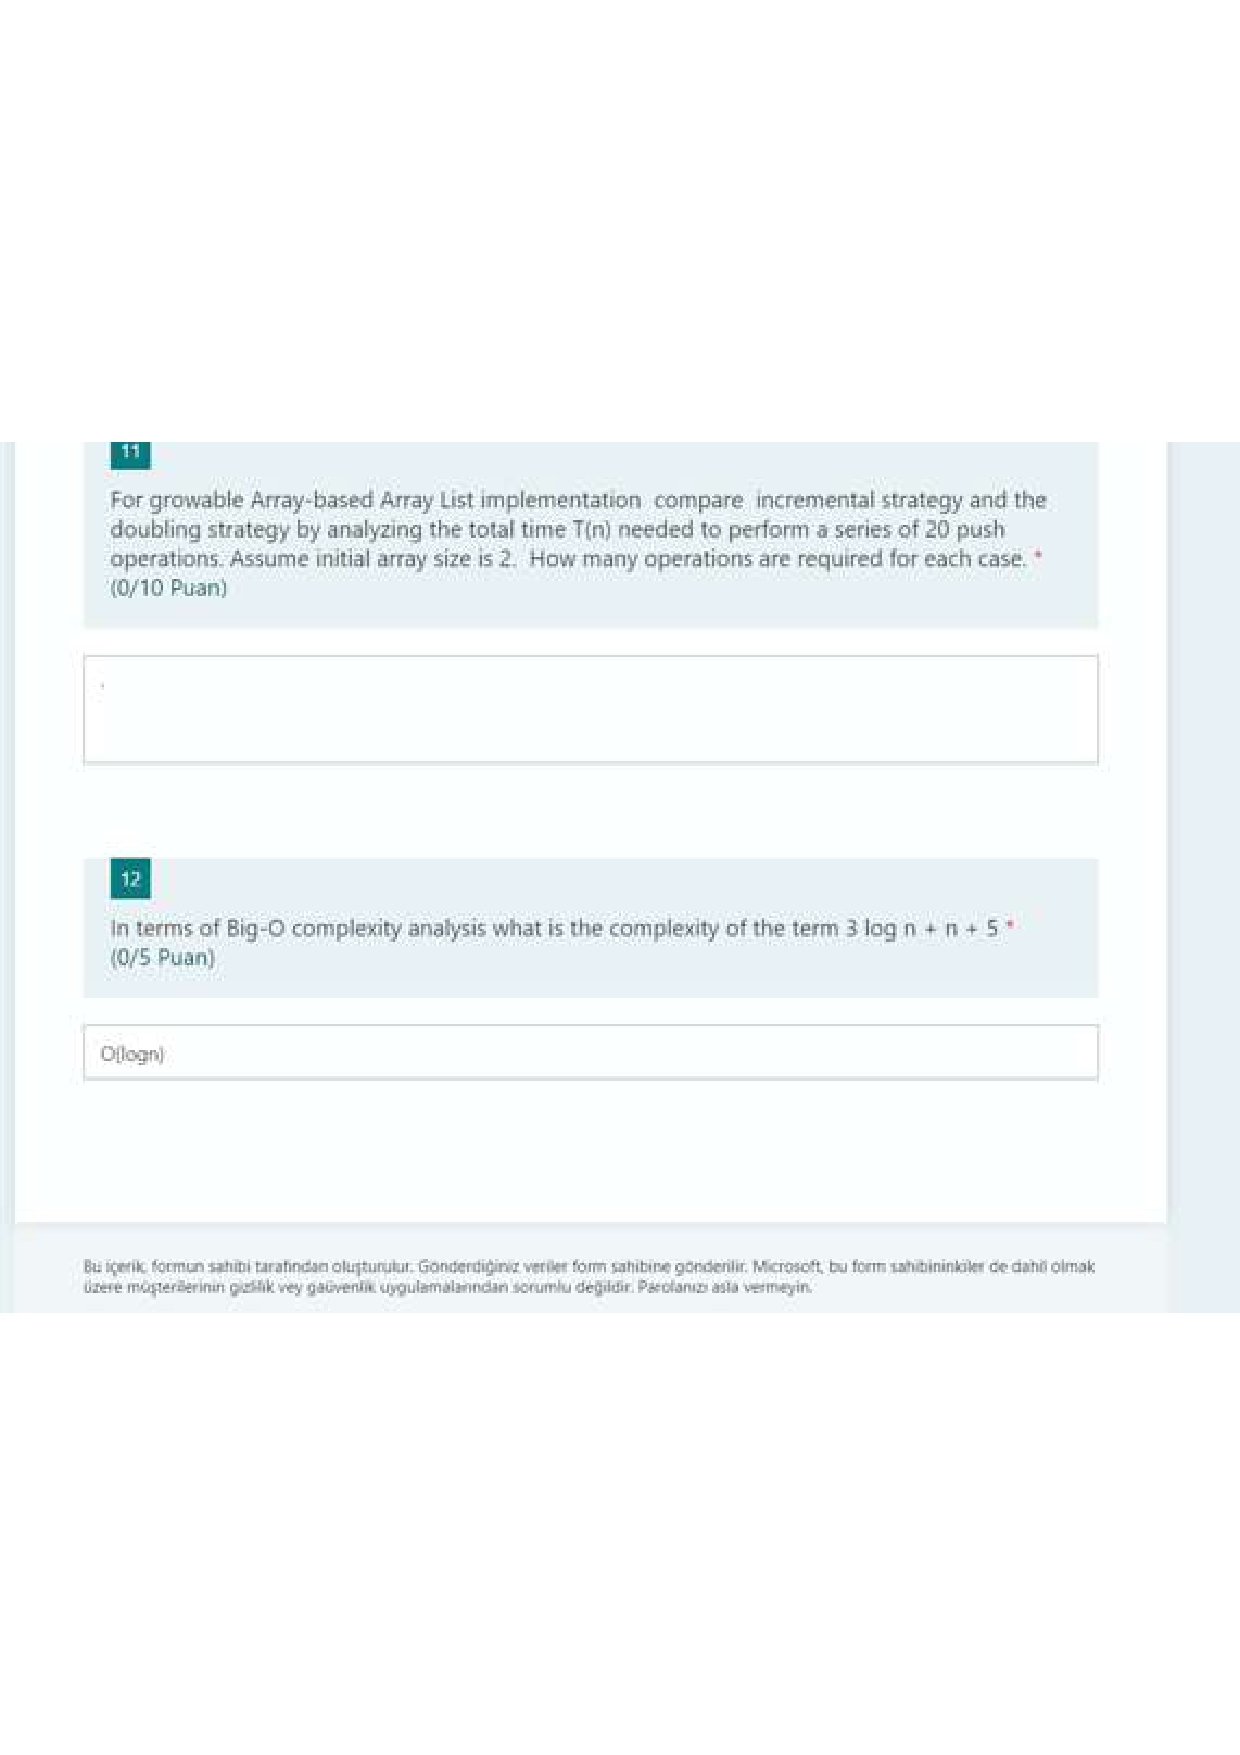 11
For growable Array-based Array List implementation compare incremental strategy and the
doubling strategy by analyzing the total time T(n) needed to perform a series of 20 push
operations. Assume initial array size is 2. How many operations are required for each case. *
(0/10 Puan)
12
In terms of Big-O complexity analysis what is the complexity of the term 3 log n + n + 5 *
(0/5 Puan)
O(logn)
Bu içerik, formun sahibi tarafından oluşturulur. Gönderdiğiniz veriler form sahibine gönderilir. Microsoft, bu form sahibininkiler de dahil olmak
üzere müşterilerinin gizlilik vey gaüvenlik uygulamalarından sorumlu değildir. Parolanızı asla vermeyin.